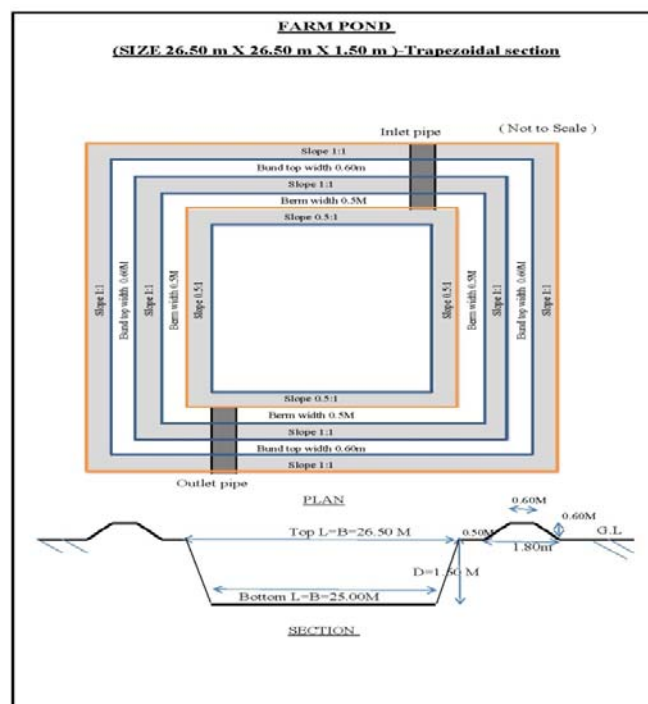 FARM POND
(SIZE 26.50 m X 26.50 m X 1.50 m )-Trapezoidal section
Inlet pipe
( Not to Scale )
Slope 1:1
Bund top width 0.60m
Slope 1:1
Berm width 0.5M
Slope 0.5:1
Slope 1:1
Bund top width 0.60M
Slope 1:1
Berm width 0.5M
Slope 0.5:1
Slope 0.5:1
Berm width 0.5M
Slope 1:1
Bund top width 0.60M
Slope 1:1
Slope 0.5:1
Berm width 0.5M
Slope 1:1
Bund top width 0.60m
Slope 1:1
Outlet pipe
PLAN
0.60M
0.60M
Top L=B=26.50 M
0.50M
G.L
1.80m
D=1.50 M
Bottom L=B=25.00M
SECTION